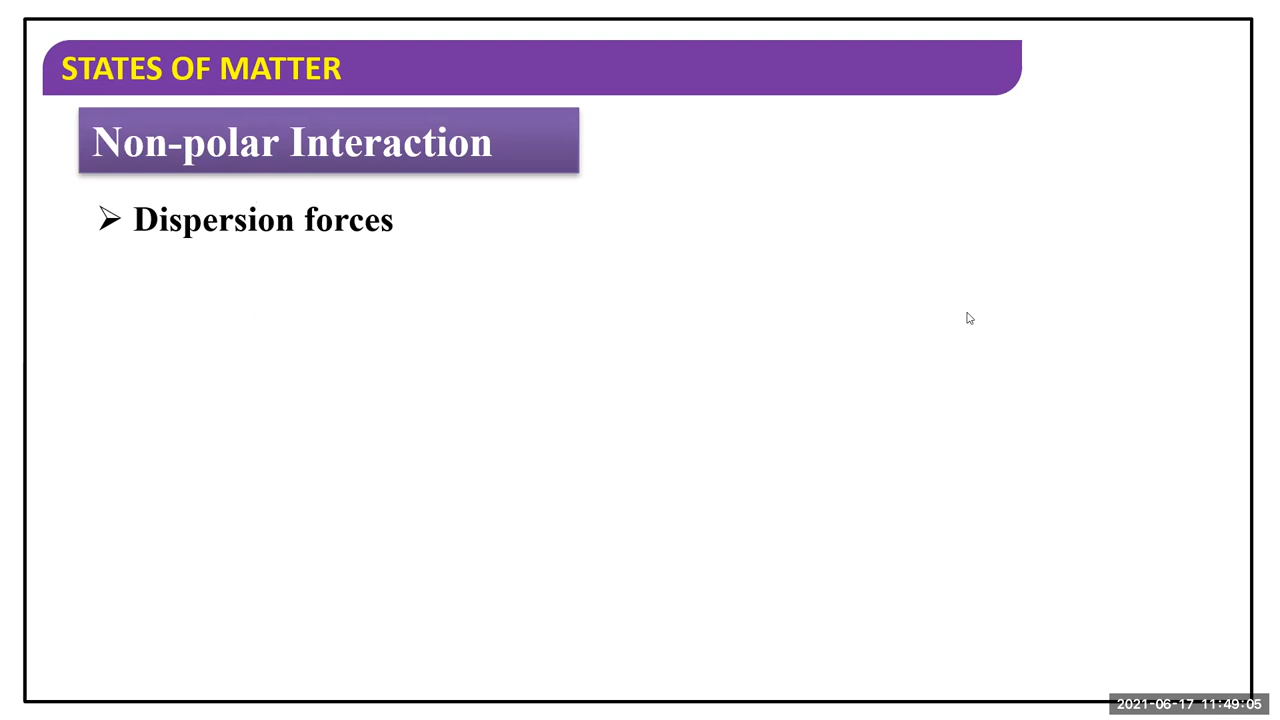 STATES OF MATTER
Non-polar Interaction
➢ Dispersion forces
2021-06-17 11:49:05